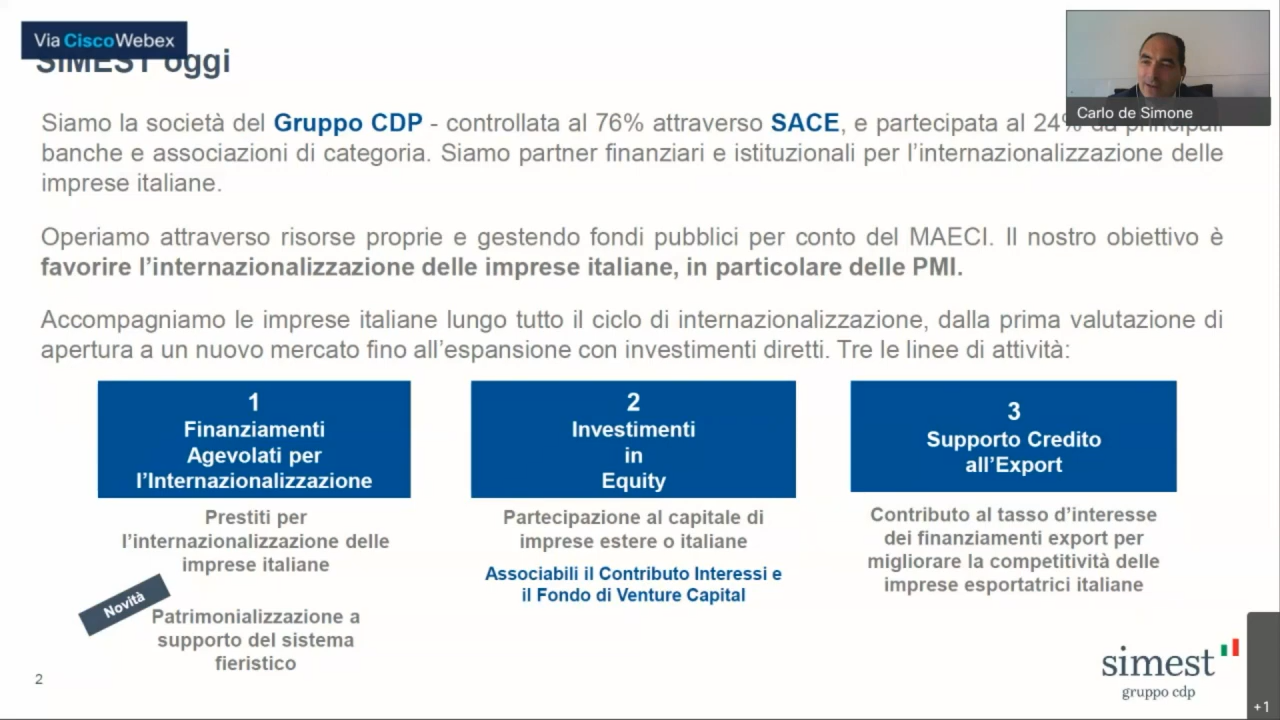 Via CiscoWebex
SIMEST oggi
Carlo de Simone
Siamo la società del Gruppo CDP - controllata al 76% attraverso SACE, e partecipata al 24% da principali
banche e associazioni di categoria. Siamo partner finanziari e istituzionali per l'internazionalizzazione delle
imprese italiane.
Operiamo attraverso risorse proprie e gestendo fondi pubblici per conto del MAECI. Il nostro obiettivo è
favorire l'internazionalizzazione delle imprese italiane, in particolare delle PMI.
Accompagniamo le imprese italiane lungo tutto il ciclo di internazionalizzazione, dalla prima valutazione di
apertura a un nuovo mercato fino all'espansione con investimenti diretti. Tre le linee di attività:
1
Finanziamenti
Agevolati per
l'Internazionalizzazione
Prestiti per
l'internazionalizzazione delle
imprese italiane
Novità
Patrimonializzazione a
supporto del sistema
fieristico
2
Investimenti
in
Equity
Partecipazione al capitale di
imprese estere o italiane
Associabili il Contributo Interessi e
il Fondo di Venture Capital
3
Supporto Credito
all'Export
Contributo al tasso d'interesse
dei finanziamenti export per
migliorare la competitività delle
imprese esportatrici italiane
2
simest
gruppo cdp
+1